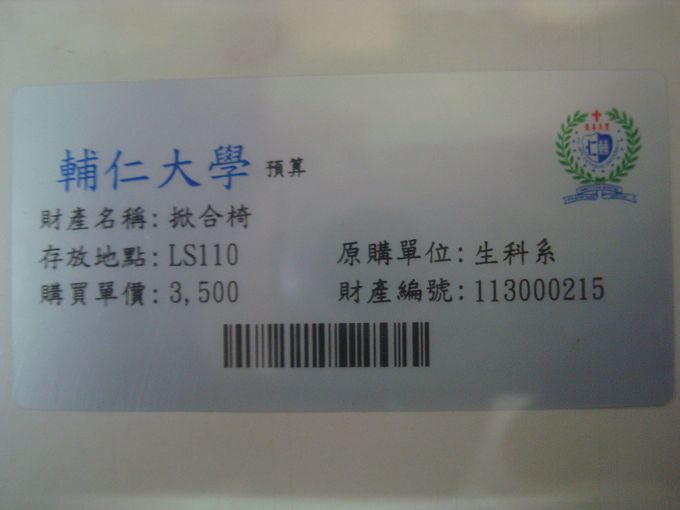 輔仁大學 預算
財產名稱: 掀合椅
存放地點: LS110 原購單位: 生科系
購買單價: 3,500 財產編號: 113000215